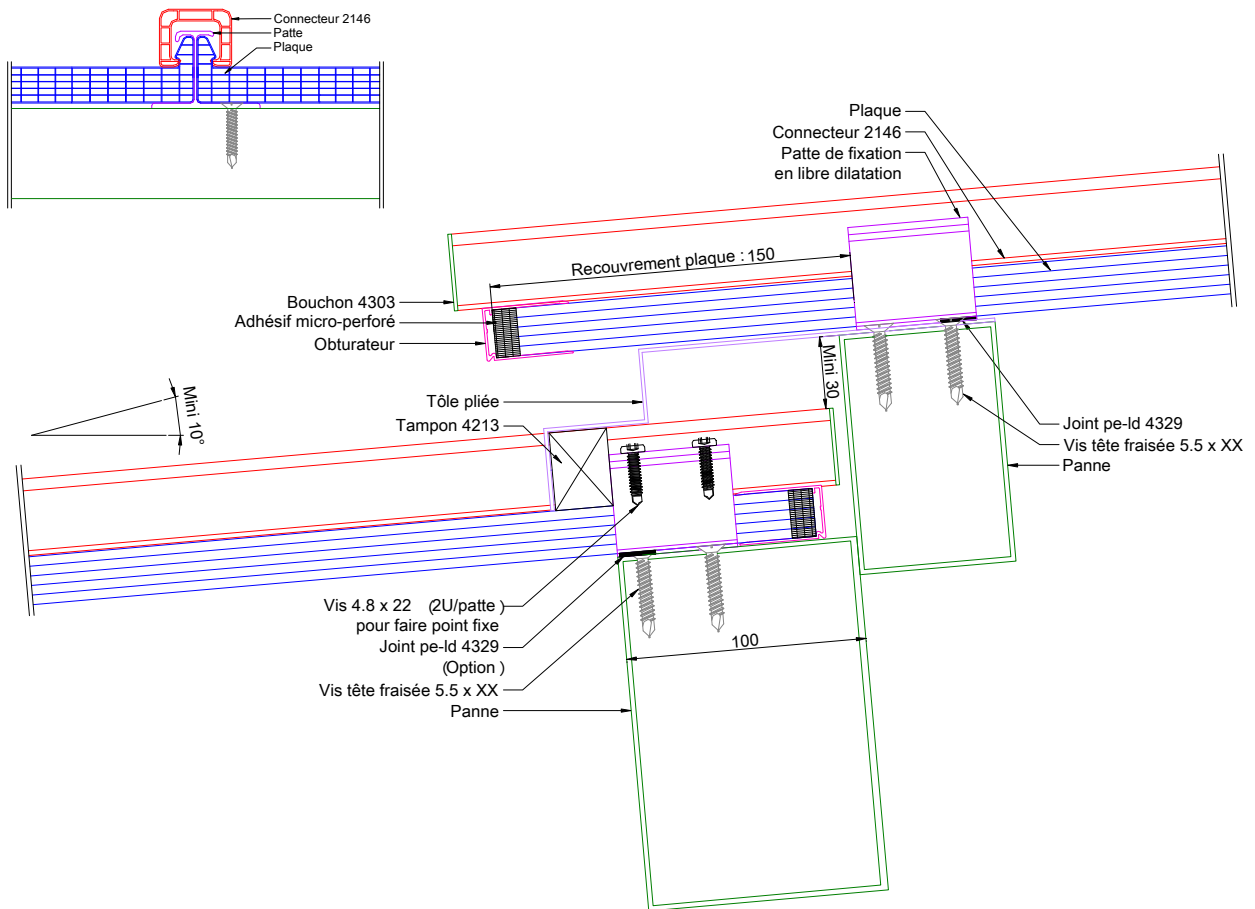 Connecteur 2146
Patte
Plaque
Plaque
Connecteur 2146
Patte de fixation
en libre dilatation
Recouvrement plaque : 150
Bouchon 4303
Adhésif micro-perforé
Obturateur
Mini 30
Mini 10°
Tôle pliée
Tampon 4213
Joint pe-ld 4329
Vis tête fraisée 5.5 x XX
Panne
Vis 4.8 x 22 (2U/patte )
pour faire point fixe
Joint pe-ld 4329
(Option )
Vis tête fraisée 5.5 x XX
Panne
100